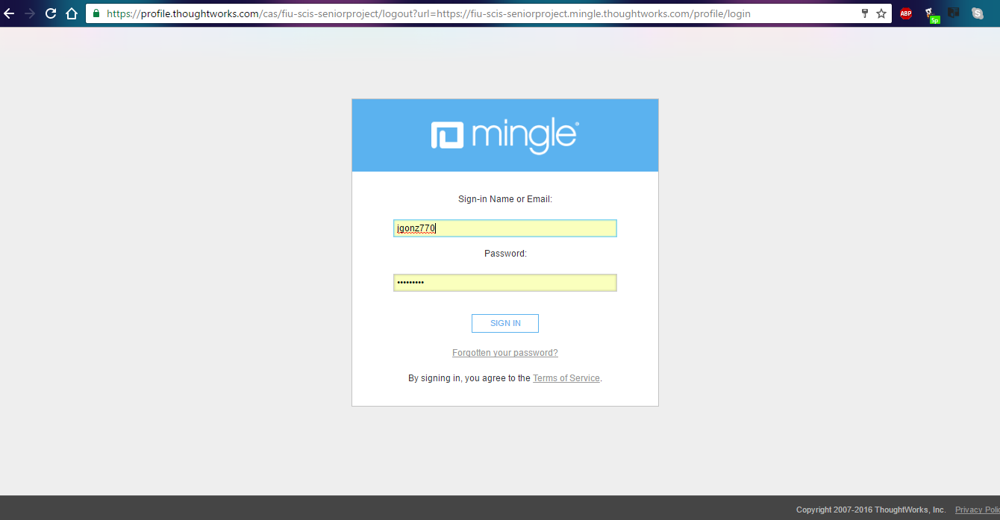 https://profile.thoughtworks.com/cas/fiu-scis-seniorproject/logout?url=https://fiu-scis-seniorproject.mingle.thoughtworks.com/profile/login
ABP
5p
mingle®
Sign-in Name or Email:
jgonz770
Password:
•••••••••
SIGN IN
Forgotten your password?
By signing in, you agree to the Terms of Service.
Copyright 2007-2016 ThoughtWorks, Inc. Privacy Poli